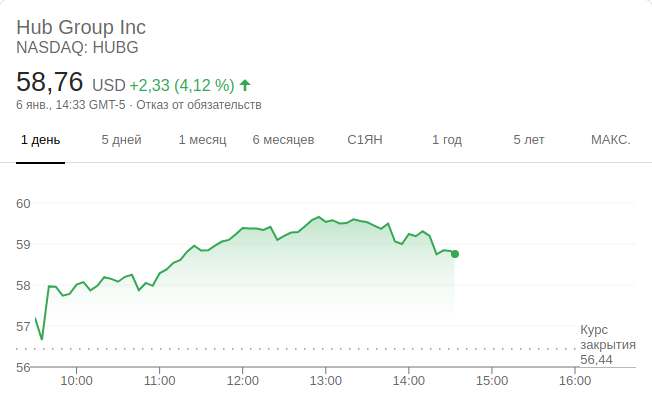 Hub Group Inc
NASDAQ: HUBG
58,76 USD +2,33 (4,12 %)
6 янв., 14:33 GMT-5 · Отказ от обязательств
1 день 5 дней 1 месяц 6 месяцев С1ЯН 1 год 5 лет МАКС.
60
59
58
57
Курс
закрытия
56,44
56
10:00 11:00 12:00 13:00 14:00 15:00 16:00